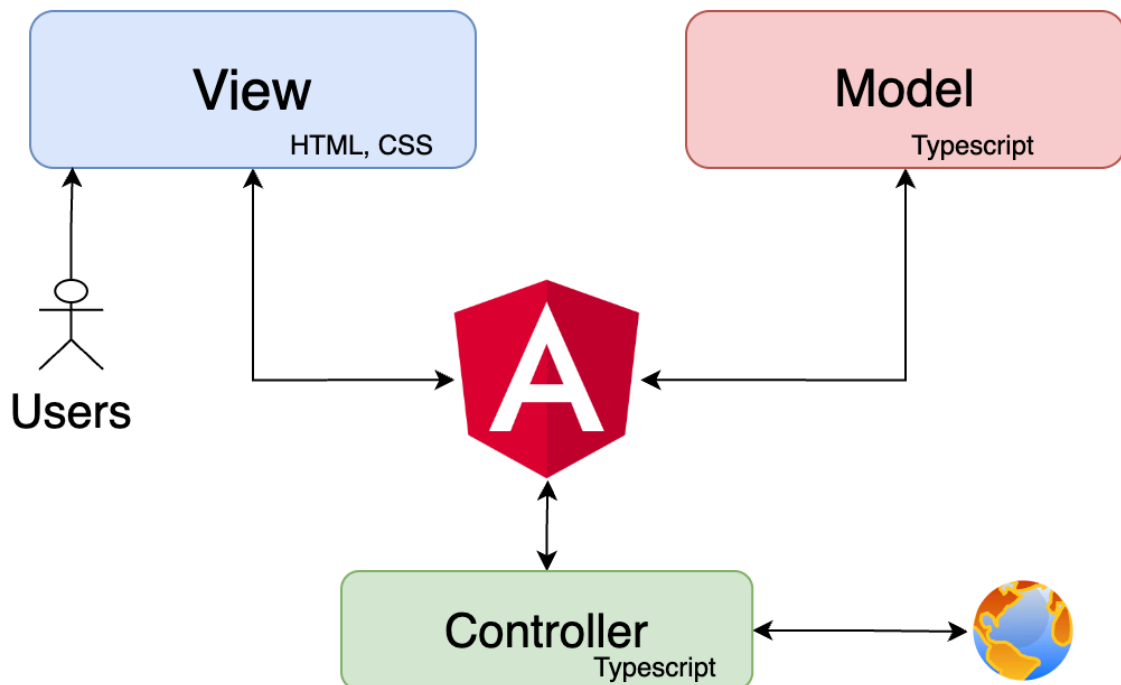 View
HTML, CSS
Model
Typescript
Users
A
Controller
Typescript